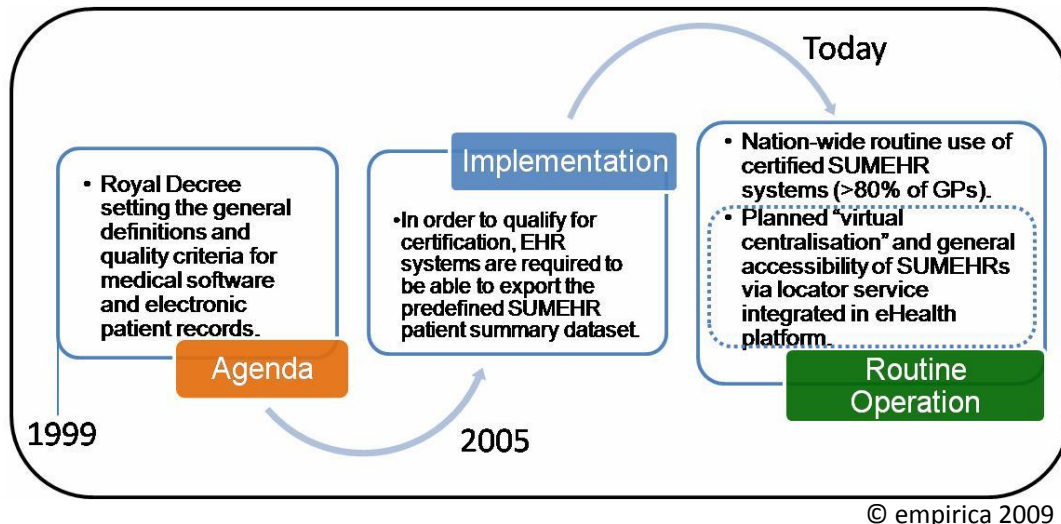 Today
Implementation
• Royal Decree
setting the general
definitions and
quality criteria for
medical software
and electronic
patient records.
Agenda
1999
•In order to qualify for
certification, EHR
systems are required to
be able to export the
predefined SUMEHR
patient summary dataset.
2005
• Nation-wide routine use of
certified SUMEHR
systems (>80% of GPs).
• Planned “virtual
centralisation” and general
accessibility of SUMEHRs
via locator service
integrated in eHealth
platform.
Routine
Operation
© empirica 2009